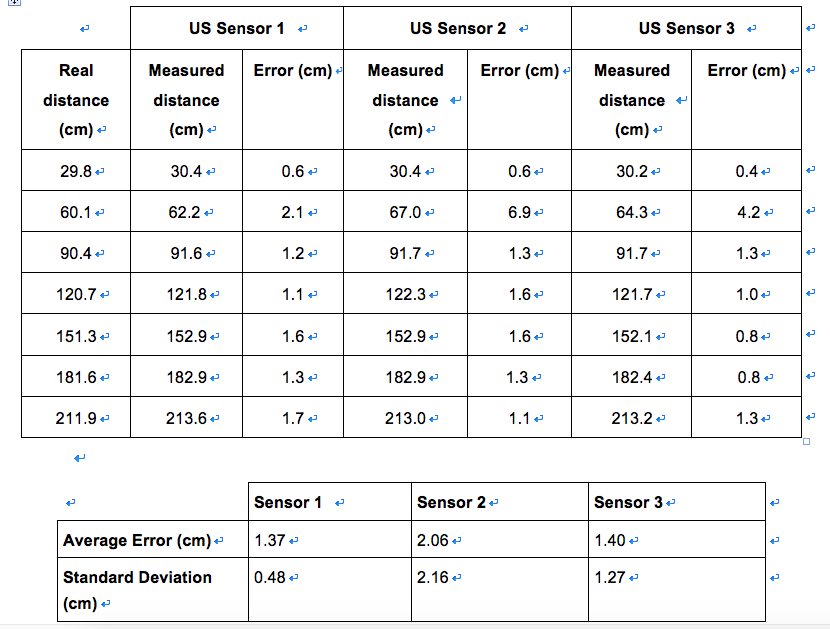 US Sensor 1 US Sensor 2 US Sensor 3
Real Measured Error (cm) Measured Error (cm) Measured Error (cm)
distance distance distance distance
(cm) (cm) (cm) (cm)
29.8 30.4 0.6 30.4 0.6 30.2 0.4
60.1 62.2 2.1 67.0 6.9 64.3 4.2
90.4 91.6 1.2 91.7 1.3 91.7 1.3
120.7 121.8 1.1 122.3 1.6 121.7 1.0
151.3 152.9 1.6 152.9 1.6 152.1 0.8
181.6 182.9 1.3 182.9 1.3 182.4 0.8
211.9 213.6 1.7 213.0 1.1 213.2 1.3
Sensor 1 Sensor 2 Sensor 3
Average Error (cm) 1.37 2.06 1.40
Standard Deviation 0.48 2.16 1.27
(cm)